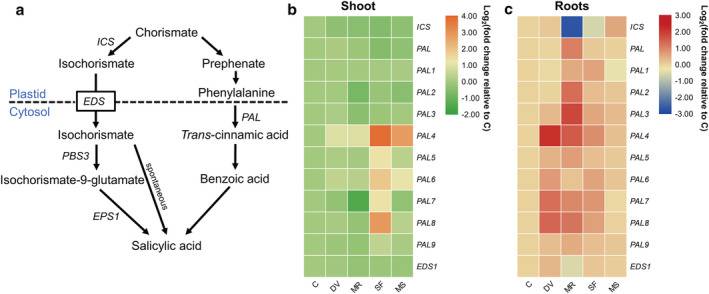 a
Chorismate
ICS
Isochorismate
Prephenate
Phenylalanine
Plastid
EDS
Cytosol
PAL
Isochorismate
Trans-cinnamic acid
PBS3
spontaneous
Isochorismate-9-glutamate
Benzoic acid
EPS1
Salicylic acid
b
Shoot
ICS
PAL
PAL1
PAL2
PAL3
PAL4
PAL5
PAL6
PAL7
PAL8
PAL9
EDS1
C DV MR SF MS
4.00
3.00
2.00
1.00
0.00
-1.00
-2.00
Log2(fold change relative to C)
c
Roots
ICS
PAL
PAL1
PAL2
PAL3
PAL4
PAL5
PAL6
PAL7
PAL8
PAL9
EDS1
C DV MR SF MS
3.00
2.00
1.00
0.00
-1.00
-2.00
-3.00
Log2(fold change relative to C)